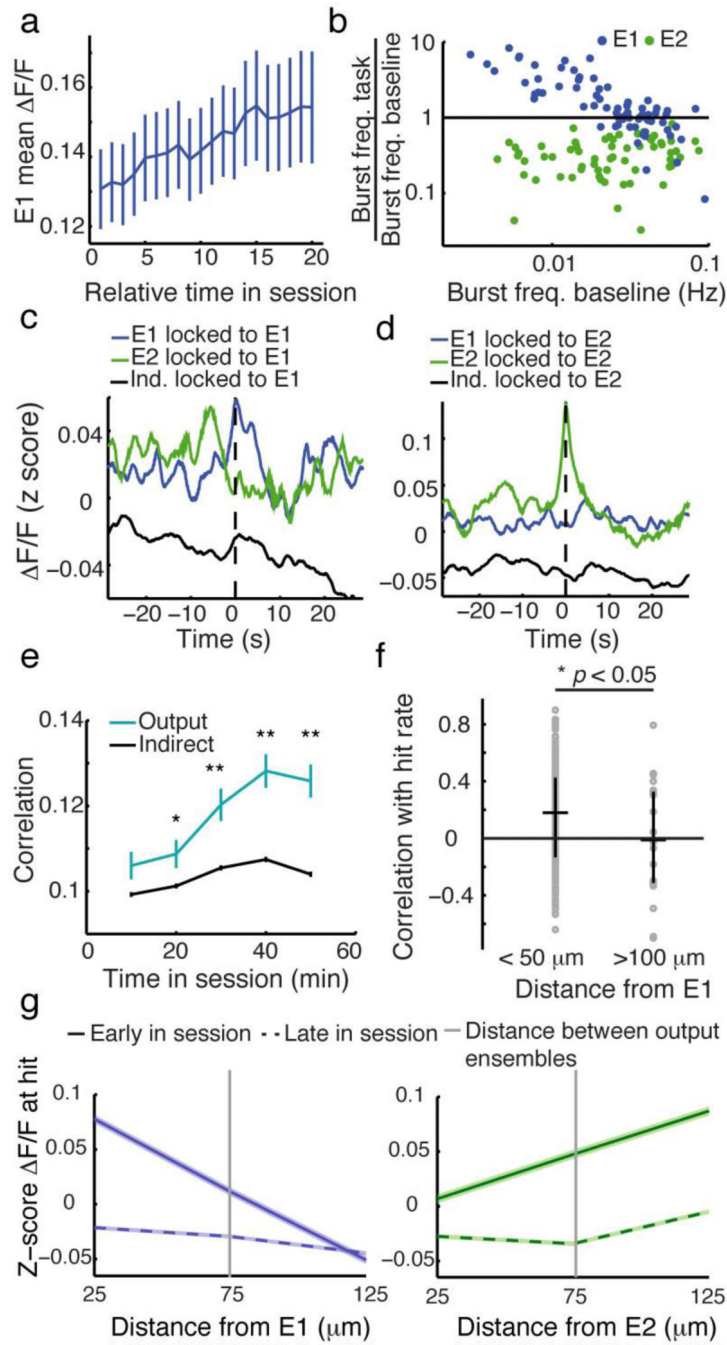 a
E1 mean ΔF/F
0.16
0.14
0.12
0
5
10
15
20
Relative time in session
b
Burst freq. task
Burst freq. baseline
E1
E2
10
1
0.1
0.01
0.1
Burst freq. baseline (Hz)
c
E1 locked to E1
E2 locked to E1
Ind. locked to E1
ΔF/F (z score)
0.04
0
−0.04
−20
−10
0
10
20
Time (s)
d
E1 locked to E2
E2 locked to E2
Ind. locked to E2
0.1
0.05
0
−0.05
−20
−10
0
10
20
Time (s)
e
Output
Indirect
Correlation
0.14
0.12
0.1
*
**
**
**
0
20
40
60
Time in session (min)
f
* p < 0.05
Correlation with hit rate
0.8
0.4
0
−0.4
< 50 μm
>100 μm
Distance from E1
g
Early in session
Late in session
Distance between output
ensembles
Z−score ΔF/F at hit
0.1
0.05
0
−0.05
25
75
125
Distance from E1 (μm)
0.1
0.05
0
−0.05
25
75
125
Distance from E2 (μm)